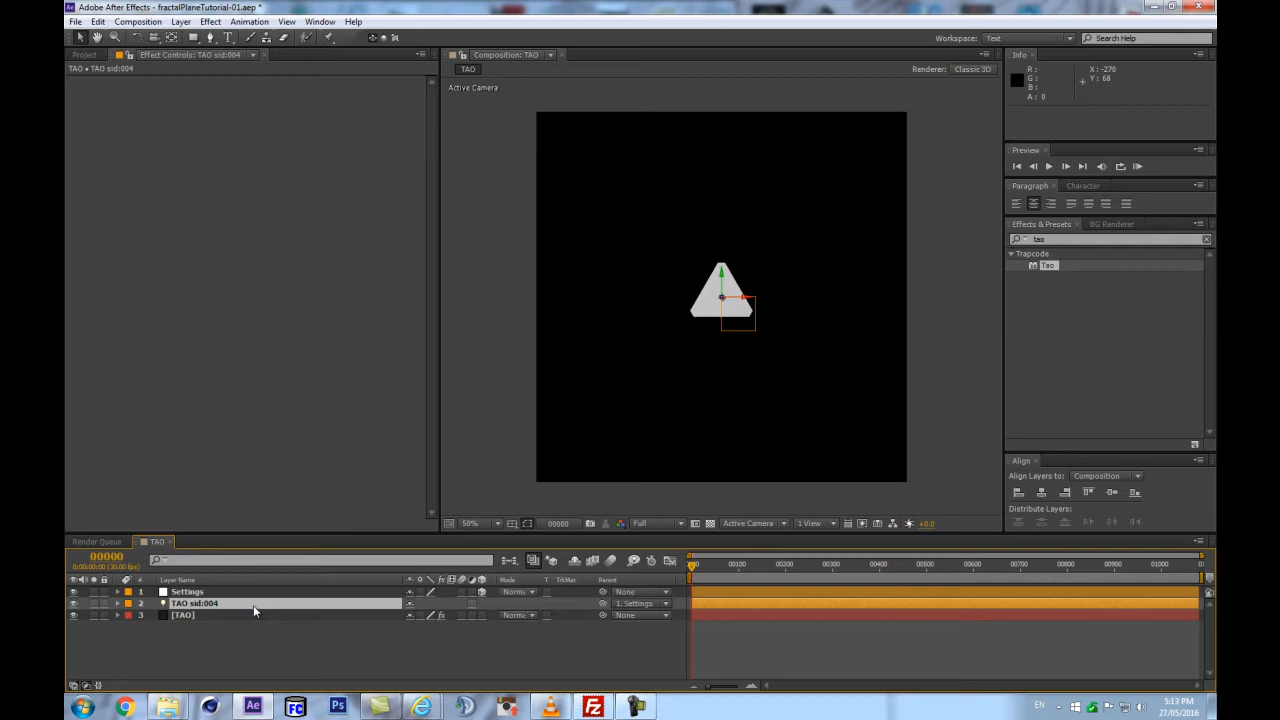 Adobe After Effects - fractalPlaneTutorial-01.aep *
File Edit Composition Layer Effect Animation View Window Help
Workspace: Text Search Help
Project Effect Controls: TAO sid:004 Composition: TAO Info
TAO • TAO sid:004 TAO Renderer: Classic 3D
R : X : -270
G : Y : 68
B :
A : 0
Active Camera
Preview
Paragraph Character
Effects & Presets BG Renderer
tao
Trapcode
Tao
Align
Align Layers to: Composition
Distribute Layers:
50% 00000 Full Active Camera 1 View +0.0
Render Queue TAO
00000
0:00:00:00 (30.00 fps)
00 00100 00200 00300 00400 00500 00600 00700 00800 00900 01000 0
# Layer Name Mode T TrkMat Parent
1 Settings Norma None
2 TAO sid:004 1. Settings
3 [TAO] Norma None
EN 5:13 PM
27/05/2016